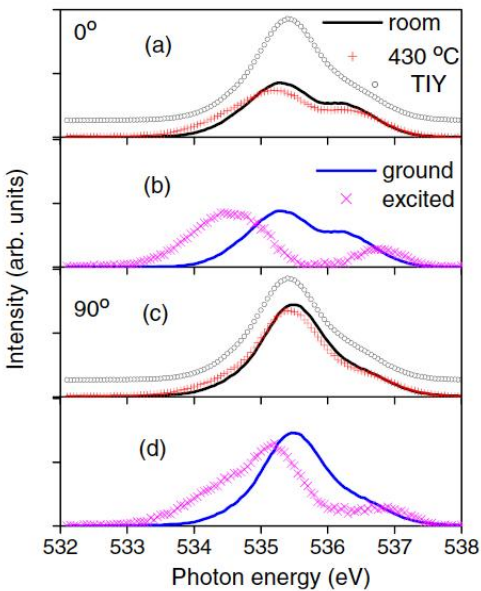 0°
(a)
room
430 °C
TIY
(b)
ground
excited
90°
(c)
(d)
Intensity (arb. units)
532 533 534 535 536 537 538
Photon energy (eV)